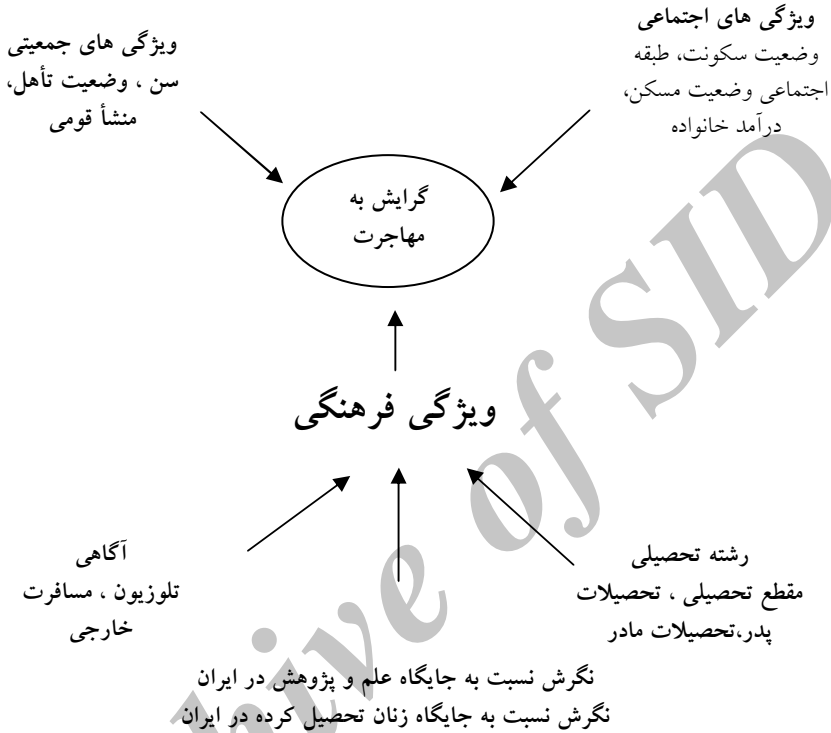 ویژگی های اجتماعی
وضعیت سکونت، طبقه
اجتماعی وضعیت مسکن،
درآمد خانواده
ویژگی های جمعیتی
سن ، وضعیت تأهل،
منشأ قومی
گرایش به
مهاجرت
ویژگی فرهنگی
رشته تحصیلی
مقطع تحصیلی ، تحصیلات
پدر،تحصیلات مادر
آگاهی
تلوزیون ، مسافرت
خارجی
نگرش نسبت به جایگاه علم و پژوهش در ایران
نگرش نسبت به جایگاه زنان تحصیل کرده در ایران
hive of SID